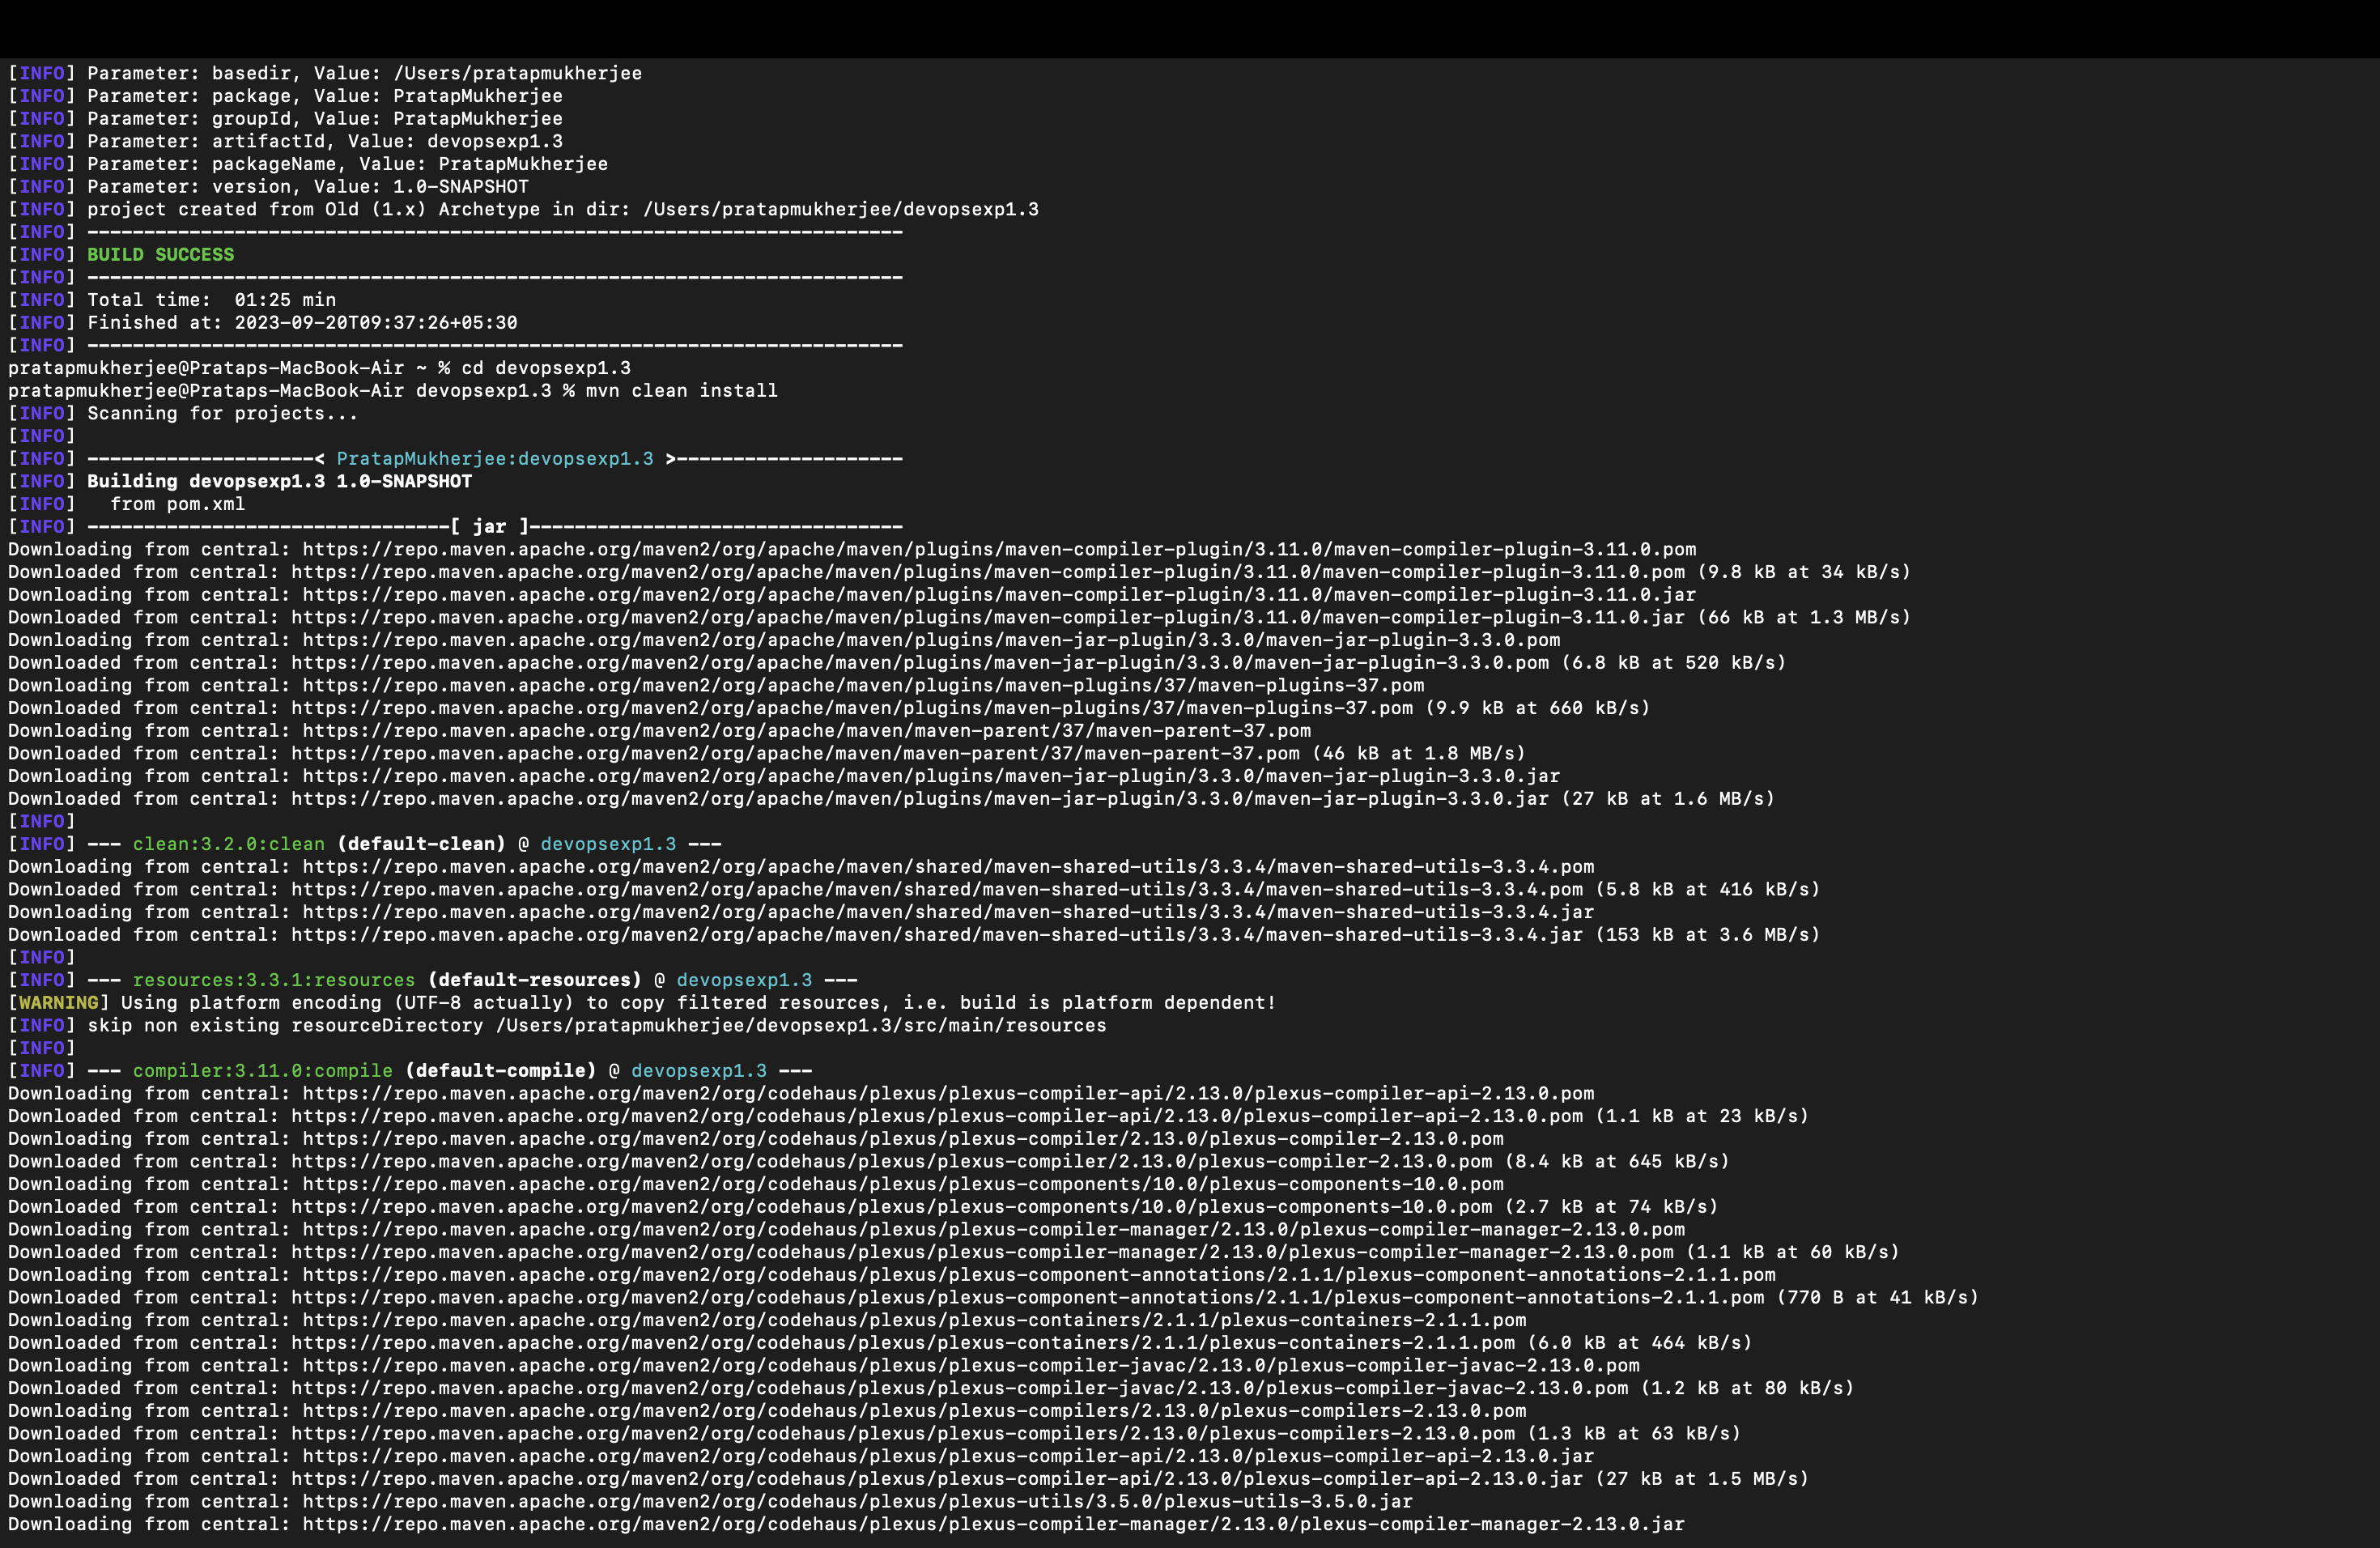 [INFO] Parameter: basedir, Value: /Users/pratapmukherjee
[INFO] Parameter: package, Value: PratapMukherjee
[INFO] Parameter: groupId, Value: PratapMukherjee
[INFO] Parameter: artifactId, Value: devopsexp1.3
[INFO] Parameter: packageName, Value: PratapMukherjee
[INFO] Parameter: version, Value: 1.0-SNAPSHOT
[INFO] project created from Old (1.x) Archetype in dir: /Users/pratapmukherjee/devopsexp1.3
[INFO] ------------------------------------------------------------------------
[INFO] BUILD SUCCESS
[INFO] ------------------------------------------------------------------------
[INFO] Total time:  01:25 min
[INFO] Finished at: 2023-09-20T09:37:26+05:30
[INFO] ------------------------------------------------------------------------
pratapmukherjee@Prataps-MacBook-Air ~ % cd devopsexp1.3
pratapmukherjee@Prataps-MacBook-Air devopsexp1.3 % mvn clean install
[INFO] Scanning for projects...
[INFO]
[INFO] --------------------< PratapMukherjee:devopsexp1.3 >--------------------
[INFO] Building devopsexp1.3 1.0-SNAPSHOT
[INFO]   from pom.xml
[INFO] --------------------------------[ jar ]---------------------------------
Downloading from central: https://repo.maven.apache.org/maven2/org/apache/maven/plugins/maven-compiler-plugin/3.11.0/maven-compiler-plugin-3.11.0.pom
Downloaded from central: https://repo.maven.apache.org/maven2/org/apache/maven/plugins/maven-compiler-plugin/3.11.0/maven-compiler-plugin-3.11.0.pom (9.8 kB at 34 kB/s)
Downloading from central: https://repo.maven.apache.org/maven2/org/apache/maven/plugins/maven-compiler-plugin/3.11.0/maven-compiler-plugin-3.11.0.jar
Downloaded from central: https://repo.maven.apache.org/maven2/org/apache/maven/plugins/maven-compiler-plugin/3.11.0/maven-compiler-plugin-3.11.0.jar (66 kB at 1.3 MB/s)
Downloading from central: https://repo.maven.apache.org/maven2/org/apache/maven/plugins/maven-jar-plugin/3.3.0/maven-jar-plugin-3.3.0.pom
Downloaded from central: https://repo.maven.apache.org/maven2/org/apache/maven/plugins/maven-jar-plugin/3.3.0/maven-jar-plugin-3.3.0.pom (6.8 kB at 520 kB/s)
Downloading from central: https://repo.maven.apache.org/maven2/org/apache/maven/plugins/maven-plugins/37/maven-plugins-37.pom
Downloaded from central: https://repo.maven.apache.org/maven2/org/apache/maven/plugins/maven-plugins/37/maven-plugins-37.pom (9.9 kB at 660 kB/s)
Downloading from central: https://repo.maven.apache.org/maven2/org/apache/maven/maven-parent/37/maven-parent-37.pom
Downloaded from central: https://repo.maven.apache.org/maven2/org/apache/maven/maven-parent/37/maven-parent-37.pom (46 kB at 1.8 MB/s)
Downloading from central: https://repo.maven.apache.org/maven2/org/apache/maven/plugins/maven-jar-plugin/3.3.0/maven-jar-plugin-3.3.0.jar
Downloaded from central: https://repo.maven.apache.org/maven2/org/apache/maven/plugins/maven-jar-plugin/3.3.0/maven-jar-plugin-3.3.0.jar (27 kB at 1.6 MB/s)
[INFO]
[INFO] --- clean:3.2.0:clean (default-clean) @ devopsexp1.3 ---
Downloading from central: https://repo.maven.apache.org/maven2/org/apache/maven/shared/maven-shared-utils/3.3.4/maven-shared-utils-3.3.4.pom
Downloaded from central: https://repo.maven.apache.org/maven2/org/apache/maven/shared/maven-shared-utils/3.3.4/maven-shared-utils-3.3.4.pom (5.8 kB at 416 kB/s)
Downloading from central: https://repo.maven.apache.org/maven2/org/apache/maven/shared/maven-shared-utils/3.3.4/maven-shared-utils-3.3.4.jar
Downloaded from central: https://repo.maven.apache.org/maven2/org/apache/maven/shared/maven-shared-utils/3.3.4/maven-shared-utils-3.3.4.jar (153 kB at 3.6 MB/s)
[INFO]
[INFO] --- resources:3.3.1:resources (default-resources) @ devopsexp1.3 ---
[WARNING] Using platform encoding (UTF-8 actually) to copy filtered resources, i.e. build is platform dependent!
[INFO] skip non existing resourceDirectory /Users/pratapmukherjee/devopsexp1.3/src/main/resources
[INFO]
[INFO] --- compiler:3.11.0:compile (default-compile) @ devopsexp1.3 ---
Downloading from central: https://repo.maven.apache.org/maven2/org/codehaus/plexus/plexus-compiler-api/2.13.0/plexus-compiler-api-2.13.0.pom
Downloaded from central: https://repo.maven.apache.org/maven2/org/codehaus/plexus/plexus-compiler-api/2.13.0/plexus-compiler-api-2.13.0.pom (1.1 kB at 23 kB/s)
Downloading from central: https://repo.maven.apache.org/maven2/org/codehaus/plexus/plexus-compiler/2.13.0/plexus-compiler-2.13.0.pom
Downloaded from central: https://repo.maven.apache.org/maven2/org/codehaus/plexus/plexus-compiler/2.13.0/plexus-compiler-2.13.0.pom (8.4 kB at 645 kB/s)
Downloading from central: https://repo.maven.apache.org/maven2/org/codehaus/plexus/plexus-components/10.0/plexus-components-10.0.pom
Downloaded from central: https://repo.maven.apache.org/maven2/org/codehaus/plexus/plexus-components/10.0/plexus-components-10.0.pom (2.7 kB at 74 kB/s)
Downloading from central: https://repo.maven.apache.org/maven2/org/codehaus/plexus/plexus-compiler-manager/2.13.0/plexus-compiler-manager-2.13.0.pom
Downloaded from central: https://repo.maven.apache.org/maven2/org/codehaus/plexus/plexus-compiler-manager/2.13.0/plexus-compiler-manager-2.13.0.pom (1.1 kB at 60 kB/s)
Downloading from central: https://repo.maven.apache.org/maven2/org/codehaus/plexus/plexus-component-annotations/2.1.1/plexus-component-annotations-2.1.1.pom
Downloaded from central: https://repo.maven.apache.org/maven2/org/codehaus/plexus/plexus-component-annotations/2.1.1/plexus-component-annotations-2.1.1.pom (770 B at 41 kB/s)
Downloading from central: https://repo.maven.apache.org/maven2/org/codehaus/plexus/plexus-containers/2.1.1/plexus-containers-2.1.1.pom
Downloaded from central: https://repo.maven.apache.org/maven2/org/codehaus/plexus/plexus-containers/2.1.1/plexus-containers-2.1.1.pom (6.0 kB at 464 kB/s)
Downloading from central: https://repo.maven.apache.org/maven2/org/codehaus/plexus/plexus-compiler-javac/2.13.0/plexus-compiler-javac-2.13.0.pom
Downloaded from central: https://repo.maven.apache.org/maven2/org/codehaus/plexus/plexus-compiler-javac/2.13.0/plexus-compiler-javac-2.13.0.pom (1.2 kB at 80 kB/s)
Downloading from central: https://repo.maven.apache.org/maven2/org/codehaus/plexus/plexus-compilers/2.13.0/plexus-compilers-2.13.0.pom
Downloaded from central: https://repo.maven.apache.org/maven2/org/codehaus/plexus/plexus-compilers/2.13.0/plexus-compilers-2.13.0.pom (1.3 kB at 63 kB/s)
Downloading from central: https://repo.maven.apache.org/maven2/org/codehaus/plexus/plexus-compiler-api/2.13.0/plexus-compiler-api-2.13.0.jar
Downloaded from central: https://repo.maven.apache.org/maven2/org/codehaus/plexus/plexus-compiler-api/2.13.0/plexus-compiler-api-2.13.0.jar (27 kB at 1.5 MB/s)
Downloading from central: https://repo.maven.apache.org/maven2/org/codehaus/plexus/plexus-utils/3.5.0/plexus-utils-3.5.0.jar
Downloading from central: https://repo.maven.apache.org/maven2/org/codehaus/plexus/plexus-compiler-manager/2.13.0/plexus-compiler-manager-2.13.0.jar